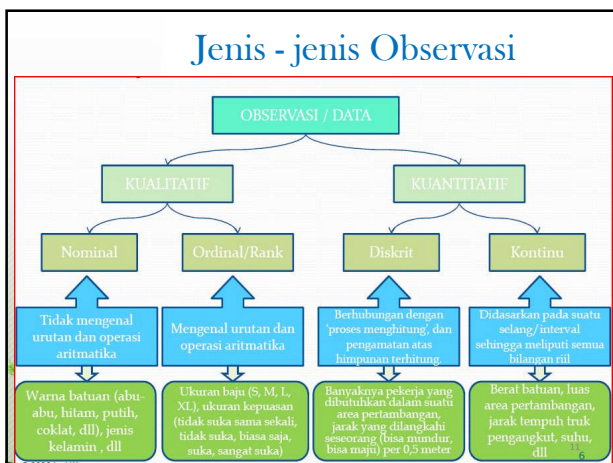 Jenis - jenis Observasi
OBSERVASI / DATA
KUALITATIF
KUANTITATIF
Nominal
Ordinal/Rank
Diskrit
Kontinu
Tidak mengenal
urutan dan operasi
aritmatika
Mengenal urutan dan
operasi aritmatika
Berhubungan dengan
'proses menghitung', dan
pengamatan atas
himpunan terhitung.
Didasarkan pada suatu
selang/interval
sehingga meliputi semua
bilangan riil
Warna batuan (abu-
abu, hitam, putih,
coklat, dll), jenis
kelamin , dll
Ukuran baju (S, M, L,
XL), ukuran kepuasan
(tidak suka sama sekali,
tidak suka, biasa saja,
suka, sangat suka)
Banyaknya pekerja yang
dibutuhkan dalam suatu
area pertambangan,
jarak yang dilangkahi
seseorang (bisa mundur,
bisa maju) per 0,5 meter
Berat batuan, luas
area pertambangan,
jarak tempuh truk
pengangkut, suhu,
dll
11
6